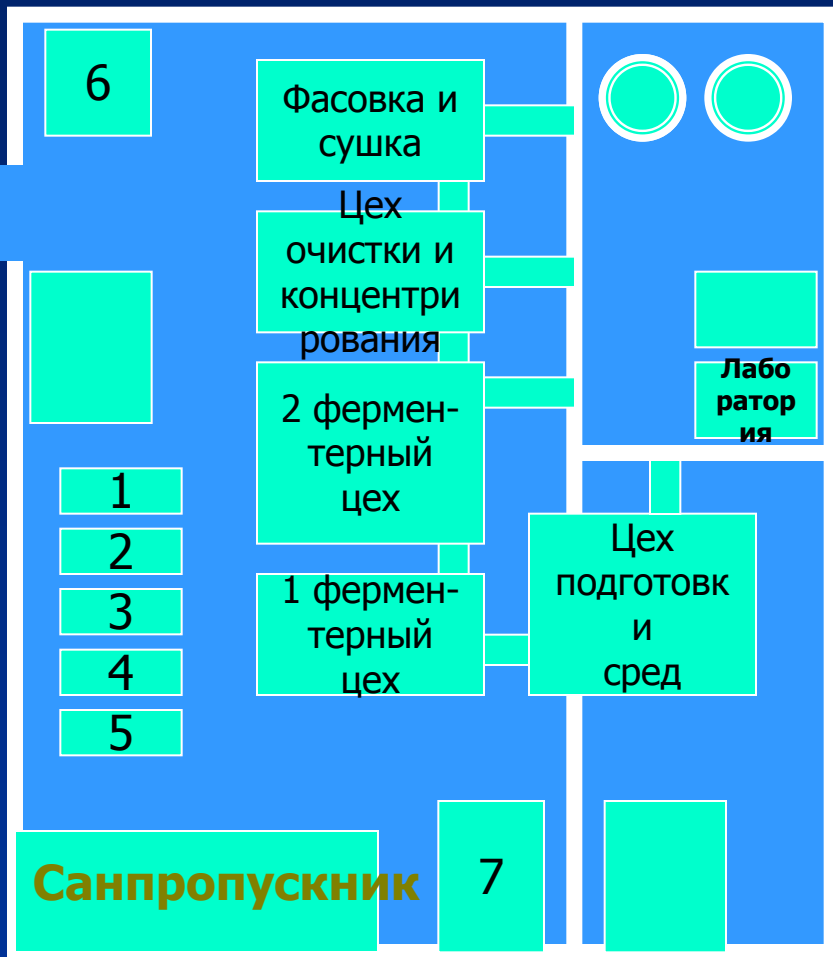 6
Фасовка и
сушка
Цех
очистки и
концентри
рования
2 фермен-
терный
цех
1 фермен-
терный
цех
1
2
3
4
5
Лабо
ратор
ия
Цех
подготовк
и
сред
Санпропускник
7